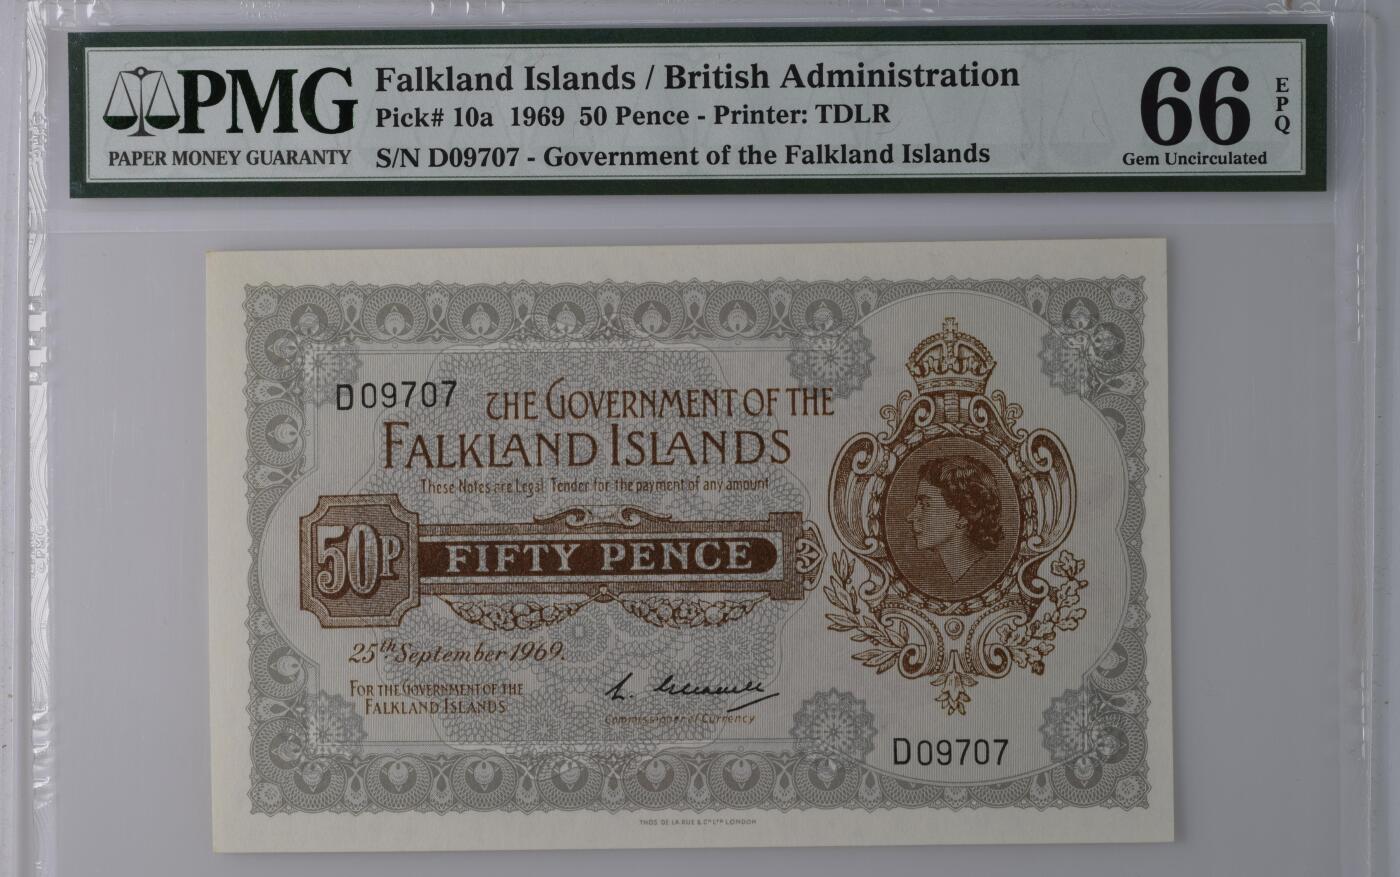 PMG
PAPER MONEY GUARANTY
Falkland Islands / British Administration
Pick# 10a 1969 50 Pence - Printer: TDLR
S/N D09707 - Government of the Falkland Islands
66
EPQ
Gem Uncirculated
D09707
THE GOVERNMENT OF THE
FALKLAND ISLANDS
These Notes are Legal Tender for the payment of any amount
50P
FIFTY PENCE
25th September 1969.
FOR THE GOVERNMENT OF THE
FALKLAND ISLANDS
Commissioner of Currency
D09707
THOS. DE LA RUE & Co. LTD LONDON